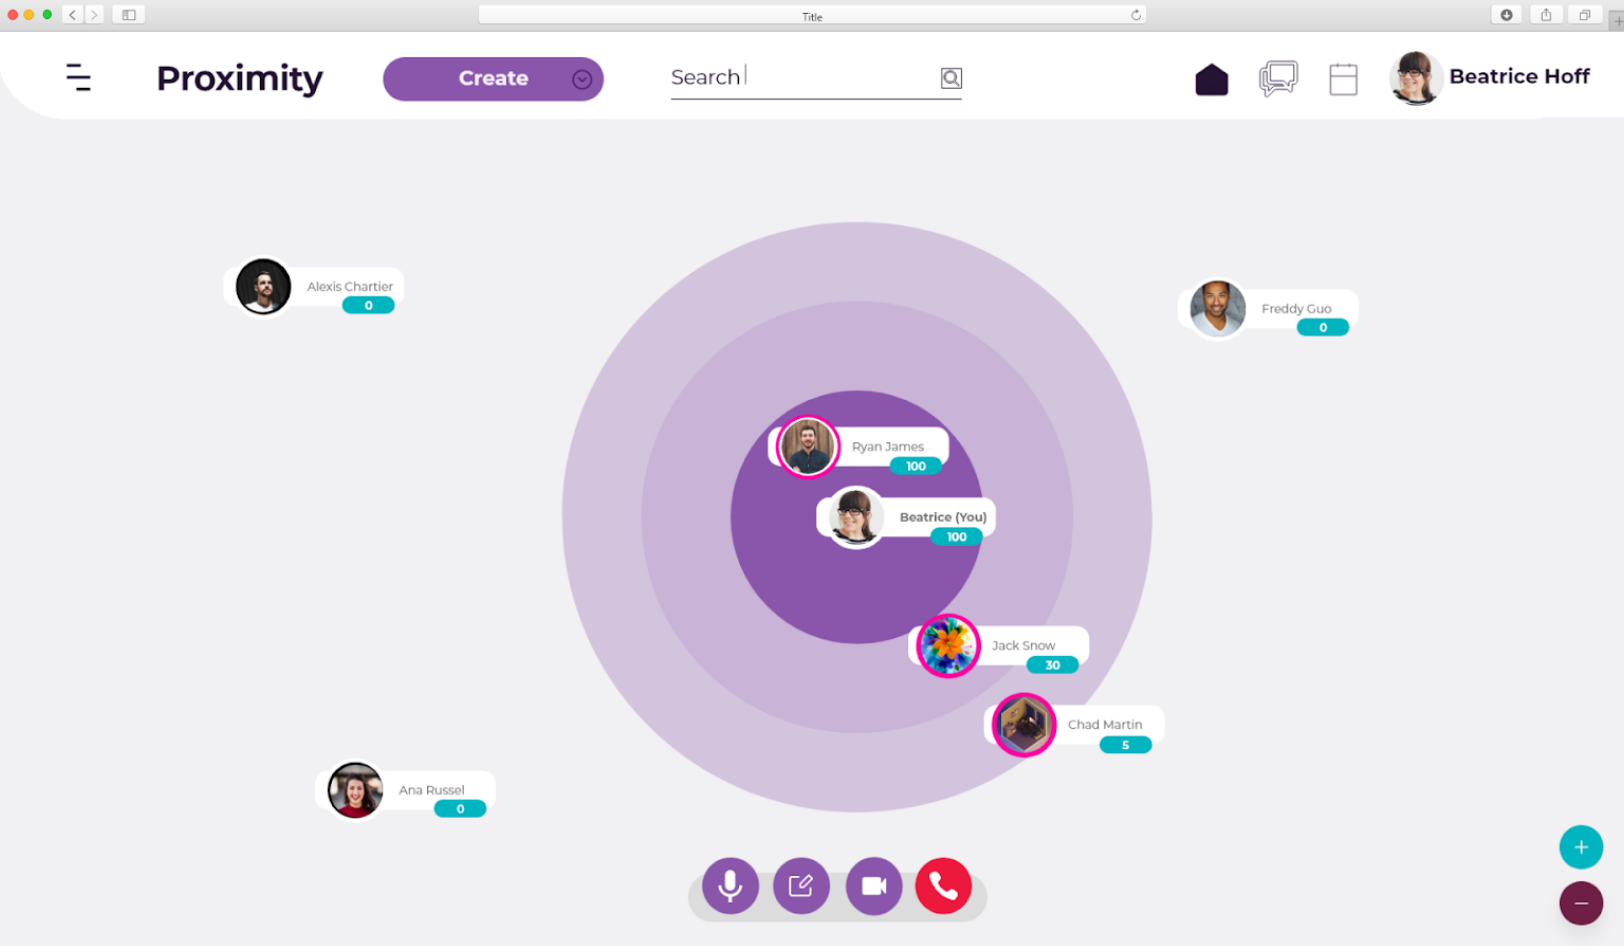 Title
Proximity
Create
Search
Beatrice Hoff
Alexis Chartier
0
Freddy Guo
0
Ryan James
100
Beatrice (You)
100
Jack Snow
30
Chad Martin
5
Ana Russel
0